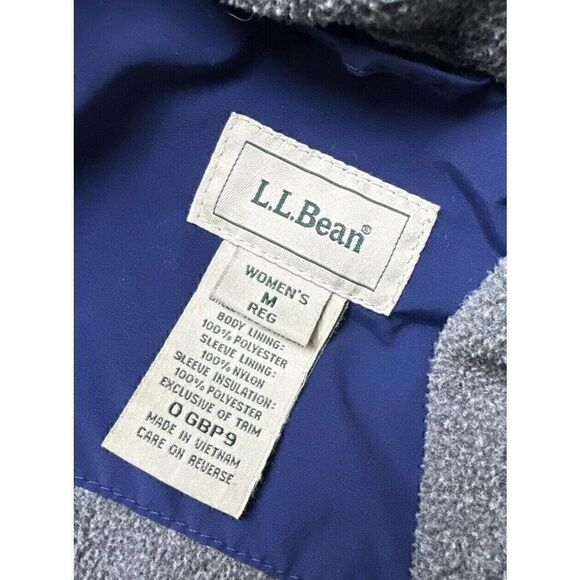 L.L.Bean®
WOMEN'S
M
REG
BODY LINING:
100% POLYESTER
SLEEVE LINING:
100% NYLON
SLEEVE INSULATION:
100% POLYESTER
EXCLUSIVE OF TRIM
0 GBP9
MADE IN VIETNAM
CARE ON REVERSE